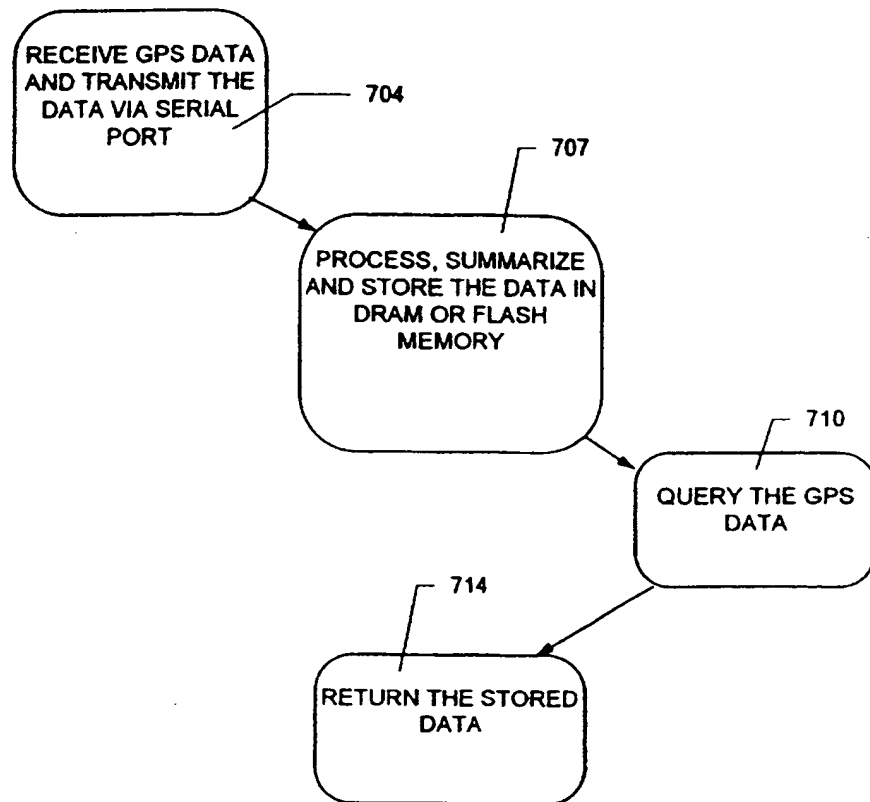 RECEIVE GPS DATA
AND TRANSMIT THE
DATA VIA SERIAL
PORT
704
707
PROCESS, SUMMARIZE
AND STORE THE DATA IN
DRAM OR FLASH
MEMORY
710
QUERY THE GPS
DATA
714
RETURN THE STORED
DATA